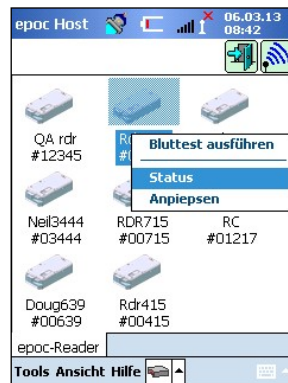 epoc Host 06.03.13
08:42
QA rdr
#12345
Bluttest ausführen
Status
Anpiepsen
Neil3444 RDR715 RC
#03444 #00715 #01217
Doug639 Rdr415
#00639 #00415
epoc-Reader
Tools Ansicht Hilfe